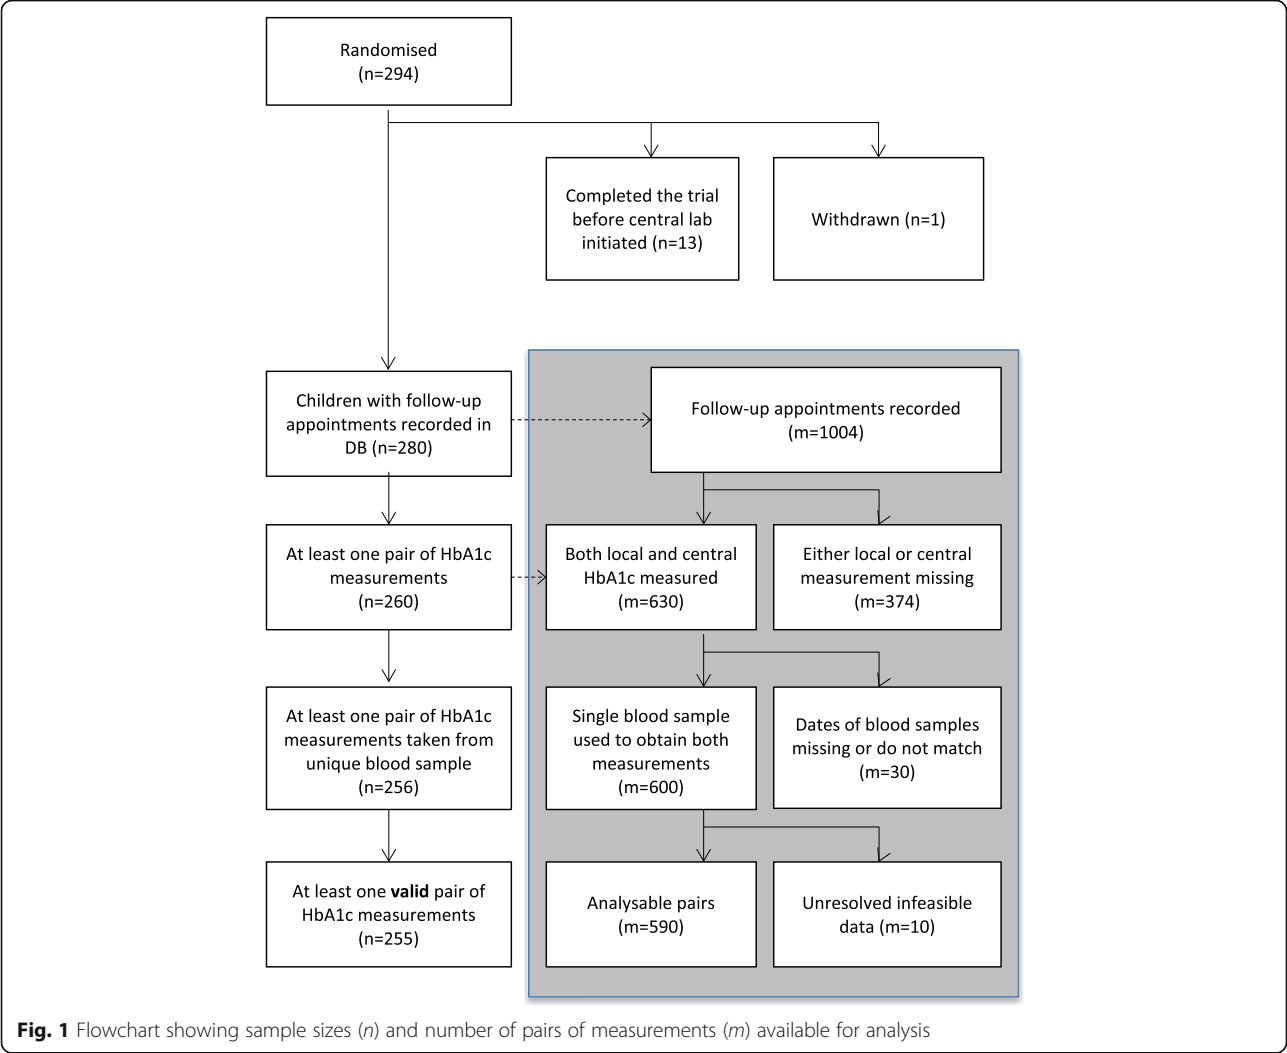 Randomised
(n=294)
Completed the trial
before central lab
initiated (n=13)
Withdrawn (n=1)
Children with follow-up
appointments recorded in
DB (n=280)
Follow-up appointments recorded
(m=1004)
At least one pair of HbA1c
measurements
(n=260)
Both local and central
HbA1c measured
(m=630)
Either local or central
measurement missing
(m=374)
At least one pair of HbA1c
measurements taken from
unique blood sample
(n=256)
Single blood sample
used to obtain both
measurements
(m=600)
Dates of blood samples
missing or do not match
(m=30)
At least one valid pair of
HbA1c measurements
(n=255)
Analysable pairs
(m=590)
Unresolved infeasible
data (m=10)
Fig. 1 Flowchart showing sample sizes (n) and number of pairs of measurements (m) available for analysis